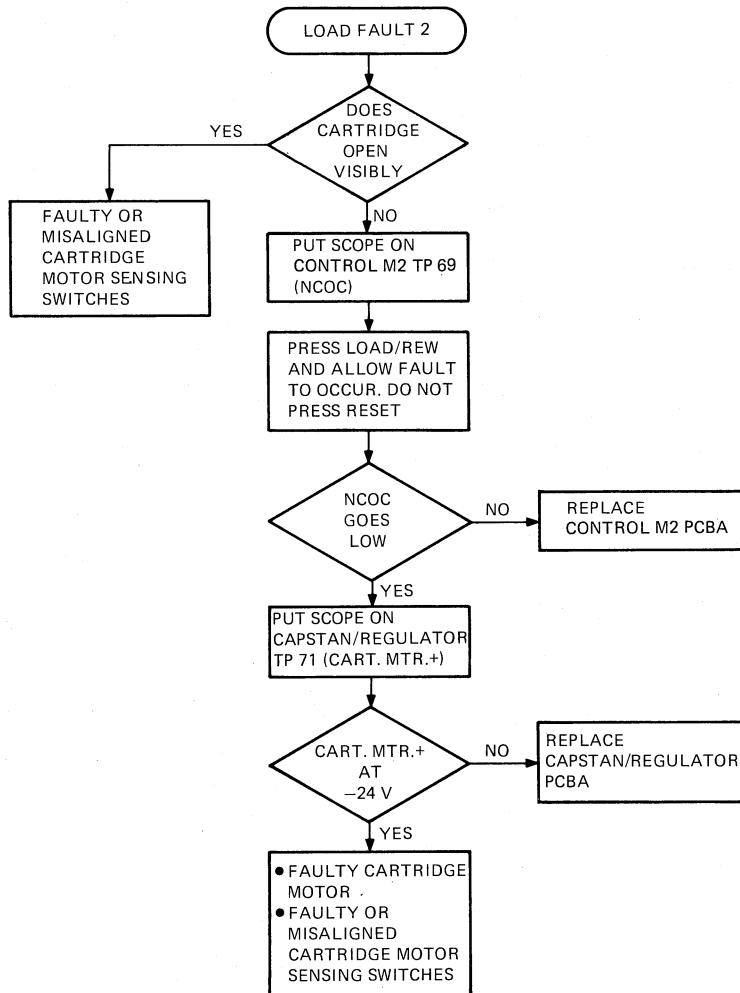 LOAD FAULT 2
DOES
CARTRIDGE
OPEN
VISIBLY
YES
FAULTY OR
MISALIGNED
CARTRIDGE
MOTOR SENSING
SWITCHES
NO
PUT SCOPE ON
CONTROL M2 TP 69
(NCOC)
PRESS LOAD/REW
AND ALLOW FAULT
TO OCCUR. DO NOT
PRESS RESET
NCOC
GOES
LOW
NO
REPLACE
CONTROL M2 PCBA
YES
PUT SCOPE ON
CAPSTAN/REGULATOR
TP 71 (CART. MTR.+)
CART. MTR.+
AT
−24 V
NO
REPLACE
CAPSTAN/REGULATOR
PCBA
YES
● FAULTY CARTRIDGE
MOTOR
● FAULTY OR
MISALIGNED
CARTRIDGE MOTOR
SENSING SWITCHES